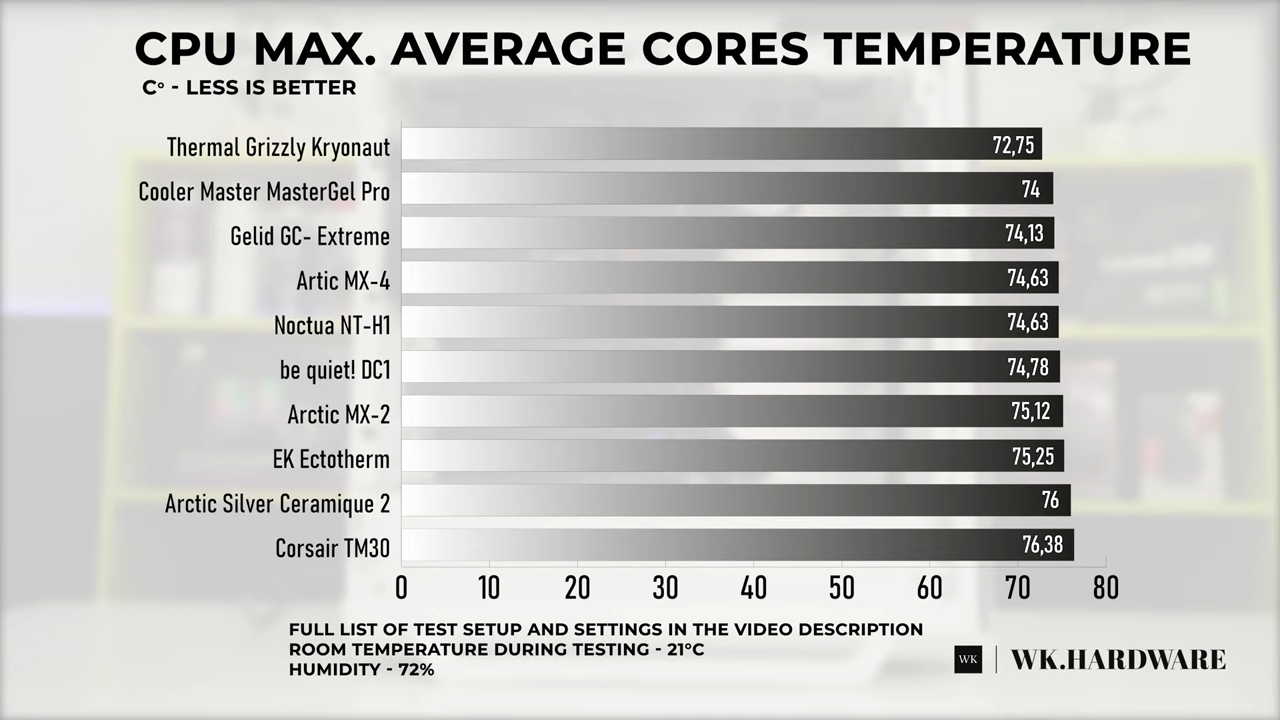 CPU MAX. AVERAGE CORES TEMPERATURE
C° - LESS IS BETTER
Thermal Grizzly Kryonaut 72,75
Cooler Master MasterGel Pro 74
Gelid GC- Extreme 74,13
Artic MX-4 74,63
Noctua NT-H1 74,63
be quiet! DC1 74,78
Arctic MX-2 75,12
EK Ectotherm 75,25
Arctic Silver Ceramique 2 76
Corsair TM30 76,38
0 10 20 30 40 50 60 70 80
FULL LIST OF TEST SETUP AND SETTINGS IN THE VIDEO DESCRIPTION
ROOM TEMPERATURE DURING TESTING - 21°C
HUMIDITY - 72%
WK | WK.HARDWARE